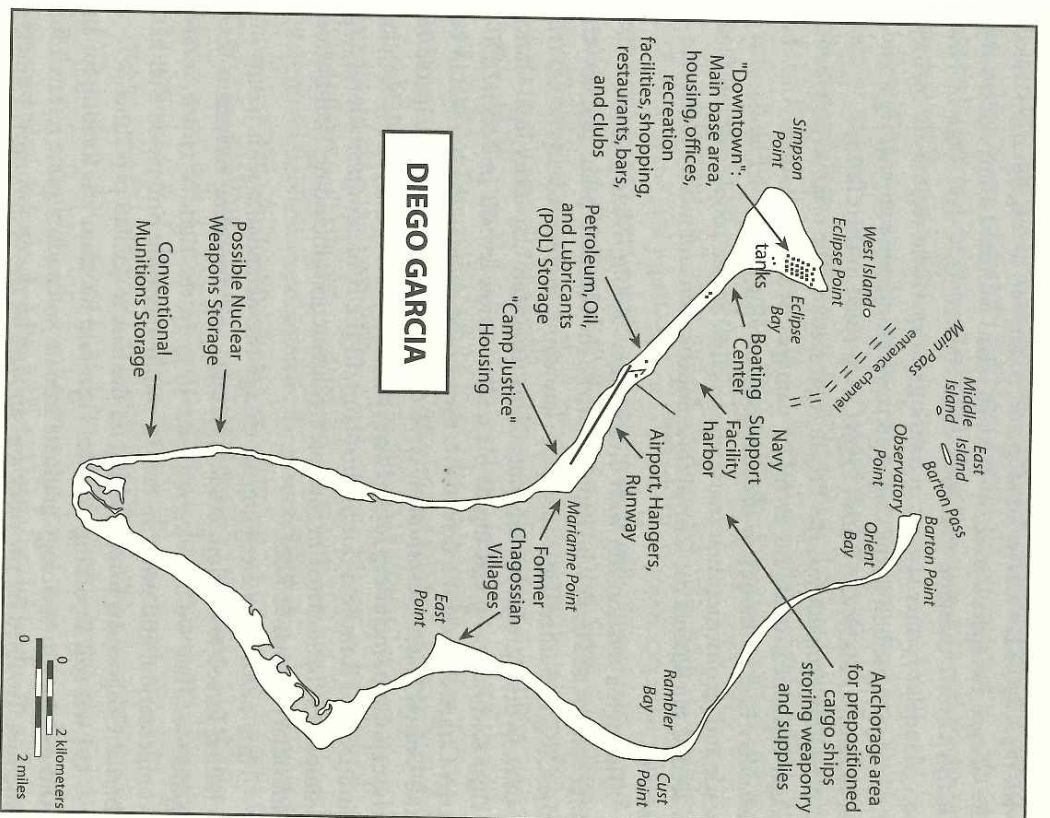 Simpson
Point
"Downtown":
Main base area,
housing, offices,
recreation
facilities, shopping,
restaurants, bars,
and clubs
West Islando
Eclipse Point
Main Pass
entrance channel
Middle
Island
East
Island
Barton Pass
Barton Point
Observatory
Point
Orient
Bay
tanks
Eclipse
Bay
Boating
Center
Navy
Support
Facility
harbor
Petroleum, Oil,
and Lubricants
(POL) Storage
Airport, Hangers,
Runway
Anchorage area
for prepositioned
cargo ships
storing weaponry
and supplies
DIEGO GARCIA
"Camp Justice"
Housing
Marianne Point
Former
Chagossian
Villages
East
Point
Rambler
Bay
Cust
Point
Possible Nuclear
Weapons Storage
Conventional
Munitions Storage
0 2 kilometers
0 2 miles